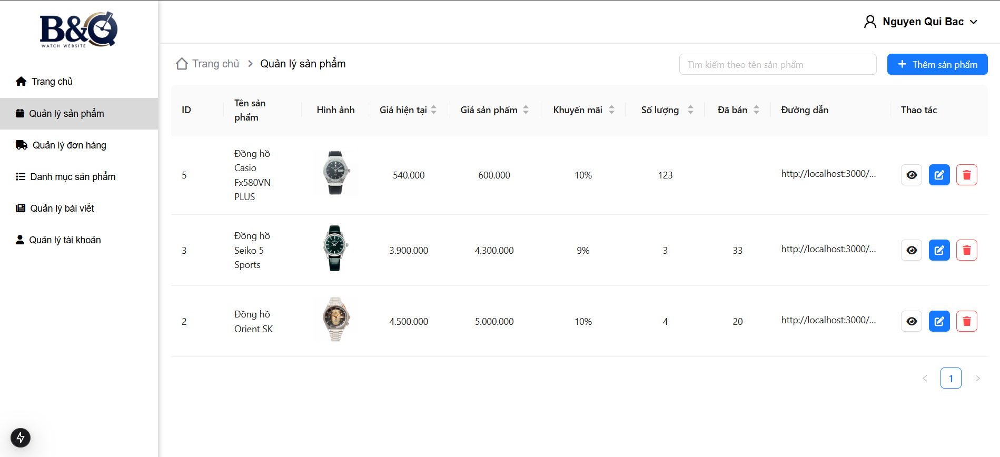 B&G
WATCH WEBSITE
Nguyen Qui Bac
Trang chủ
Quản lý sản phẩm
Quản lý đơn hàng
Danh mục sản phẩm
Quản lý bài viết
Quản lý tài khoản
Trang chủ > Quản lý sản phẩm
Tìm kiếm theo tên sản phẩm
+ Thêm sản phẩm
ID
Tên sản
phẩm
Hình ảnh
Giá hiện tại
Giá sản phẩm
Khuyến mãi
Số lượng
Đã bán
Đường dẫn
Thao tác
5
Đồng hồ
Casio
Fx580VN
PLUS
540.000
600.000
10%
123
http://localhost:3000/...
3
Đồng hồ
Seiko 5
Sports
3.900.000
4.300.000
9%
3
33
http://localhost:3000/...
2
Đồng hồ
Orient SK
4.500.000
5.000.000
10%
4
20
http://localhost:3000/...
< 1 >